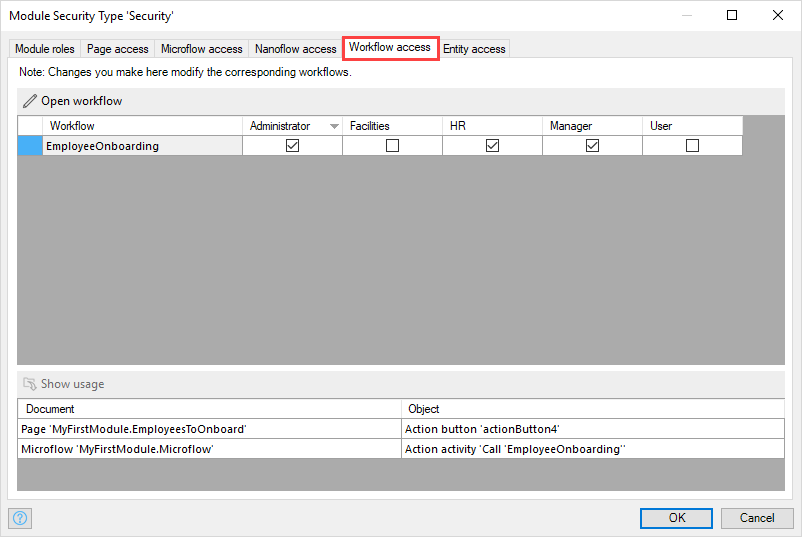 Module Security Type 'Security'
Module roles Page access Microflow access Nanoflow access Workflow access Entity access
Note: Changes you make here modify the corresponding workflows.
Open workflow
Workflow Administrator Facilities HR Manager User
EmployeeOnboarding
Show usage
Document Object
Page 'MyFirstModule.EmployeesToOnboard' Action button 'actionButton4'
Microflow 'MyFirstModule.Microflow' Action activity 'Call 'EmployeeOnboarding''
? OK Cancel